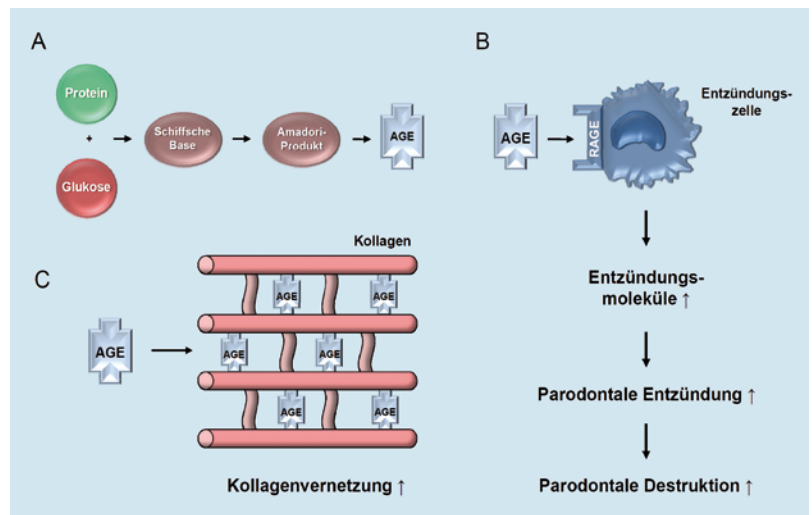 A
Protein
+
Glukose
Schiffsche
Base
Amadori-
Produkt
AGE
B
AGE
RAGE
Entzündungs-
zelle
Entzündungs-
moleküle ↑
Parodontale Entzündung ↑
Parodontale Destruktion ↑
C
AGE
Kollagen
AGE
AGE
AGE
AGE
AGE
AGE
Kollagenvernetzung ↑